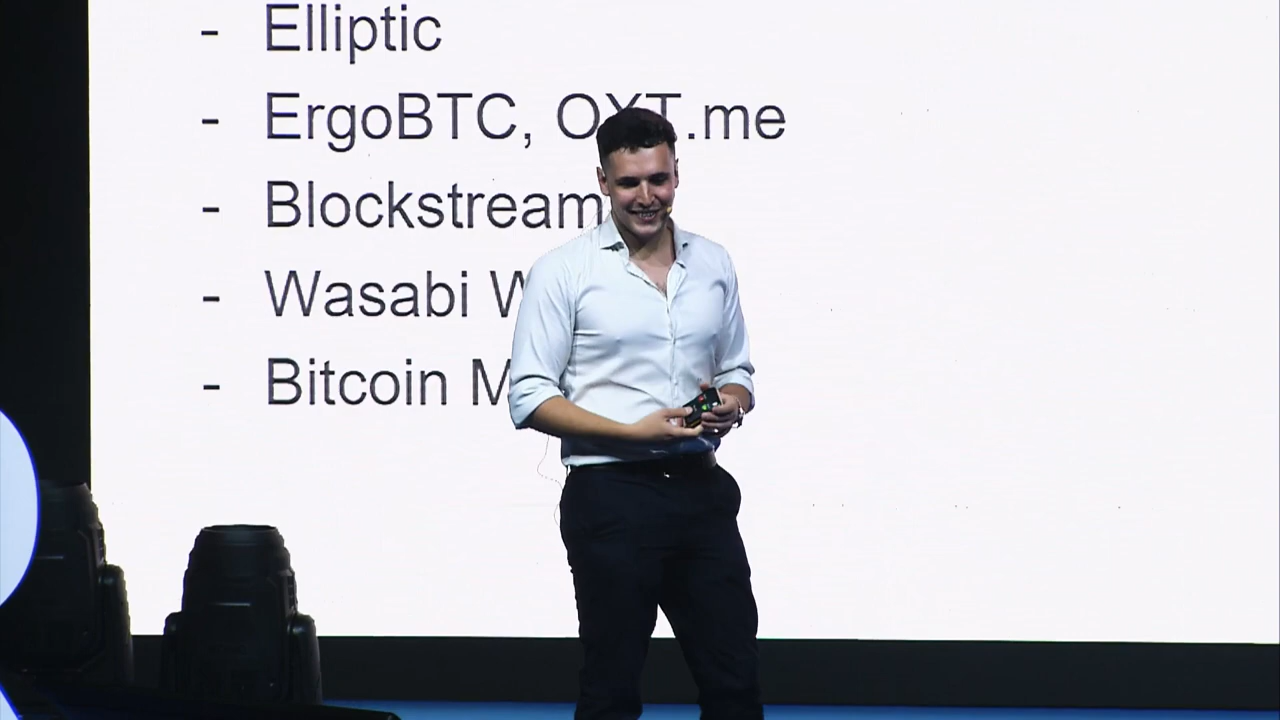 - Elliptic
- ErgoBTC, OXT.me
- Blockstream
- Wasabi
- Bitcoin